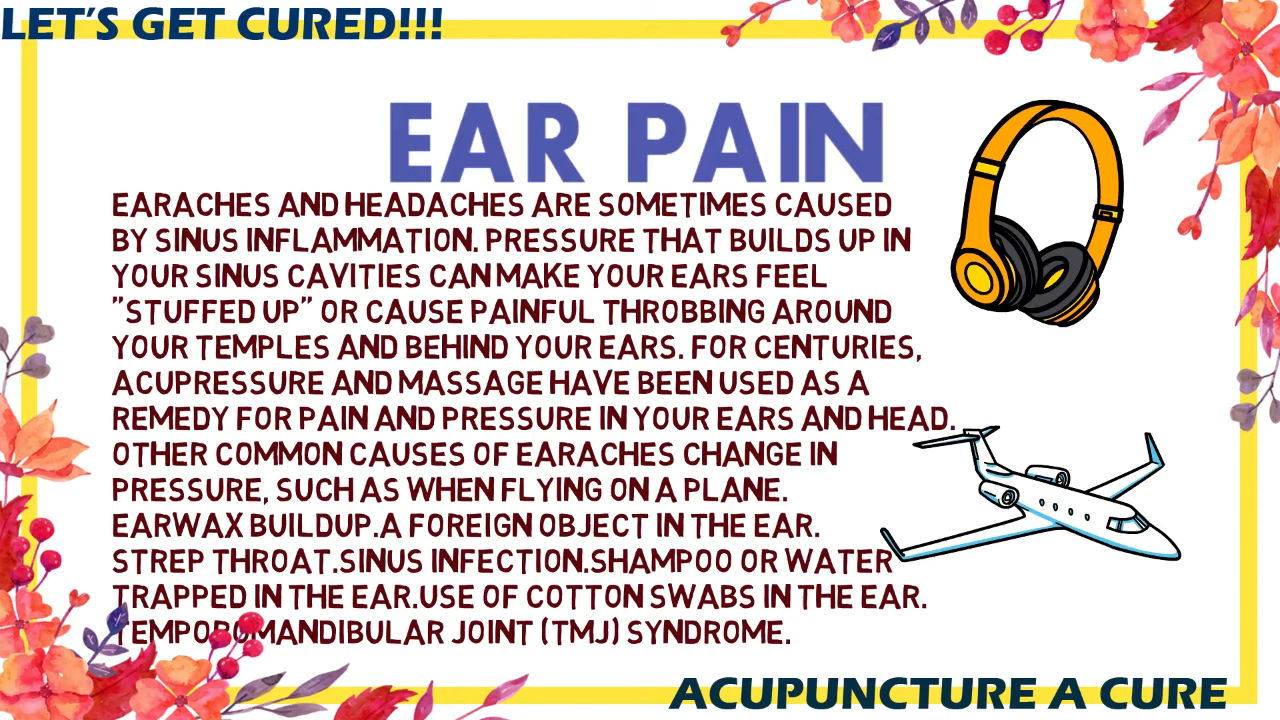 LET'S GET CURED!!!
EAR PAIN
EARACHES AND HEADACHES ARE SOMETIMES CAUSED
BY SINUS INFLAMMATION. PRESSURE THAT BUILDS UP IN
YOUR SINUS CAVITIES CAN MAKE YOUR EARS FEEL
"STUFFED UP" OR CAUSE PAINFUL THROBBING AROUND
YOUR TEMPLES AND BEHIND YOUR EARS. FOR CENTURIES,
ACUPRESSURE AND MASSAGE HAVE BEEN USED AS A
REMEDY FOR PAIN AND PRESSURE IN YOUR EARS AND HEAD.
OTHER COMMON CAUSES OF EARACHES CHANGE IN
PRESSURE, SUCH AS WHEN FLYING ON A PLANE.
EARWAX BUILDUP.A FOREIGN OBJECT IN THE EAR.
STREP THROAT.SINUS INFECTION.SHAMPOO OR WATER
TRAPPED IN THE EAR.USE OF COTTON SWABS IN THE EAR.
TEMPOROMANDIBULAR JOINT (TMJ) SYNDROME.
ACUPUNCTURE A CURE